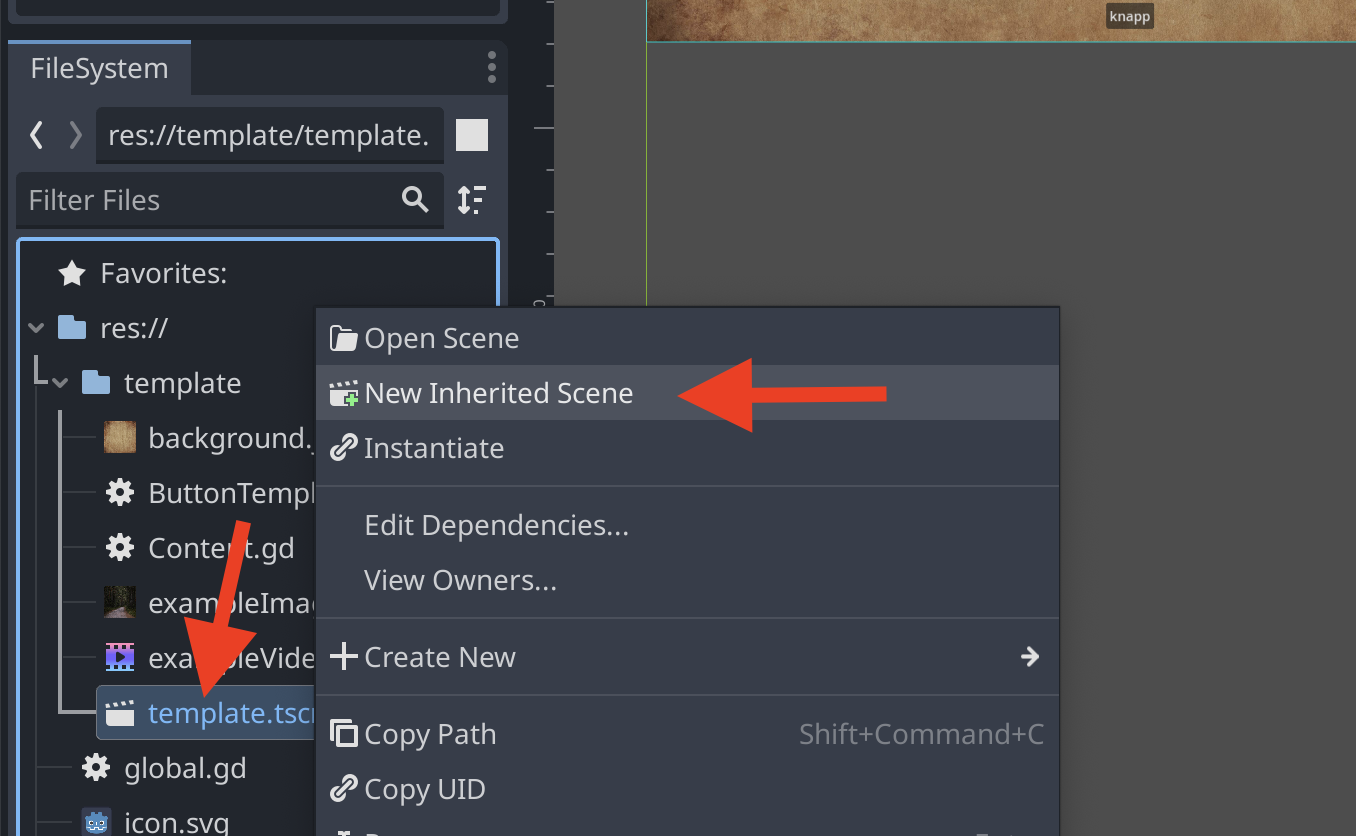 knapp
FileSystem
res://template/template.
Filter Files
Favorites:
res://
template
background.
ButtonTempl
Content.gd
exampleIma
exampleVide
template.tscn
global.gd
icon.svg
Open Scene
New Inherited Scene
Instantiate
Edit Dependencies...
View Owners...
Create New
Copy Path Shift+Command+C
Copy UID